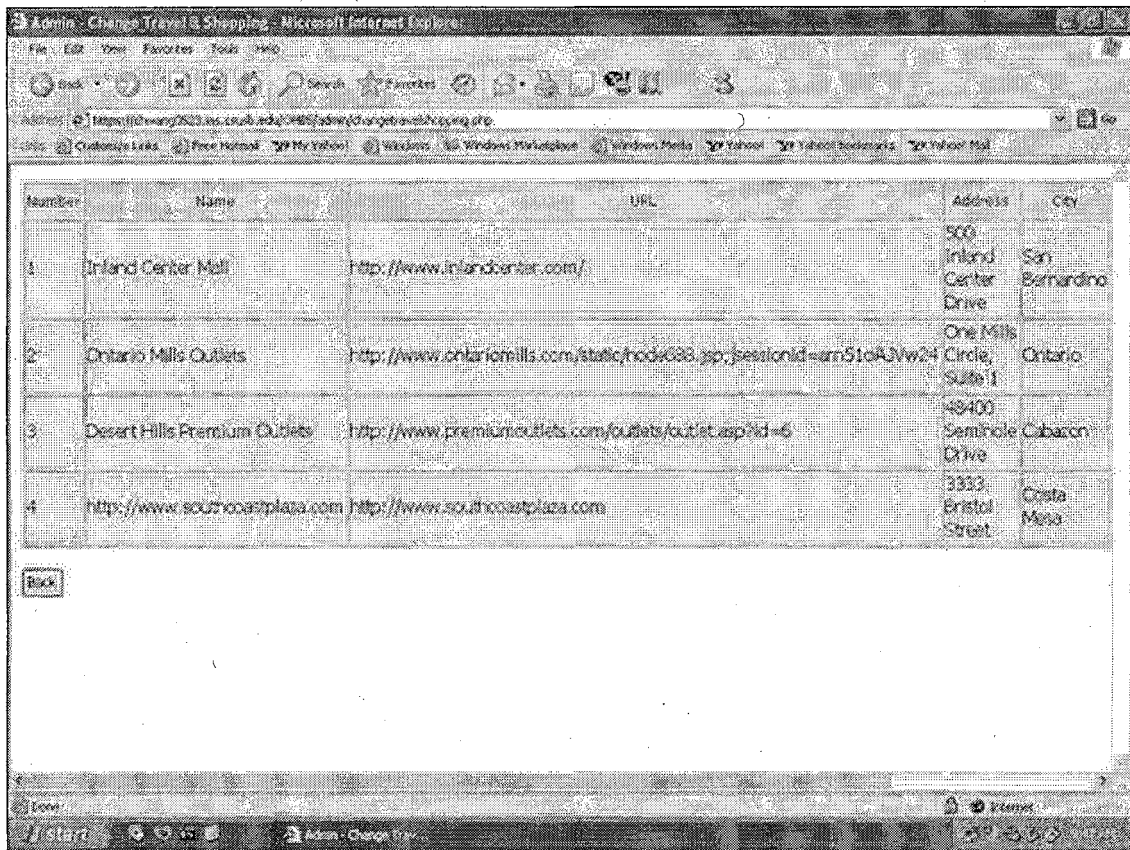 Admin - Change Travel & Shopping - Microsoft Internet Explorer
File Edit View Favorites Tools Help
Back Search Favorites
Go
Customize Links Free Hotmail My Yahoo! Windows Windows Marketplace Windows Media Yahoo! Yahoo! Bookmarks Yahoo! Mail
Number Name URL Address City
1 Inland Center Mall http://www.inlandcenter.com/ 500 Inland Center Drive San Bernardino
2 Ontario Mills Outlets One Mills Circle, Suite 1 Ontario
3 Desert Hills Premium Outlets http://www.premiumoutlets.com/outlets/outlet.asp?id=6 48400 Seminole Drive Cabazon
4 http://www.southcoastplaza.com http://www.southcoastplaza.com 3333 Bristol Street Costa Mesa
Back
Done Internet
start Admin - Change Trav...